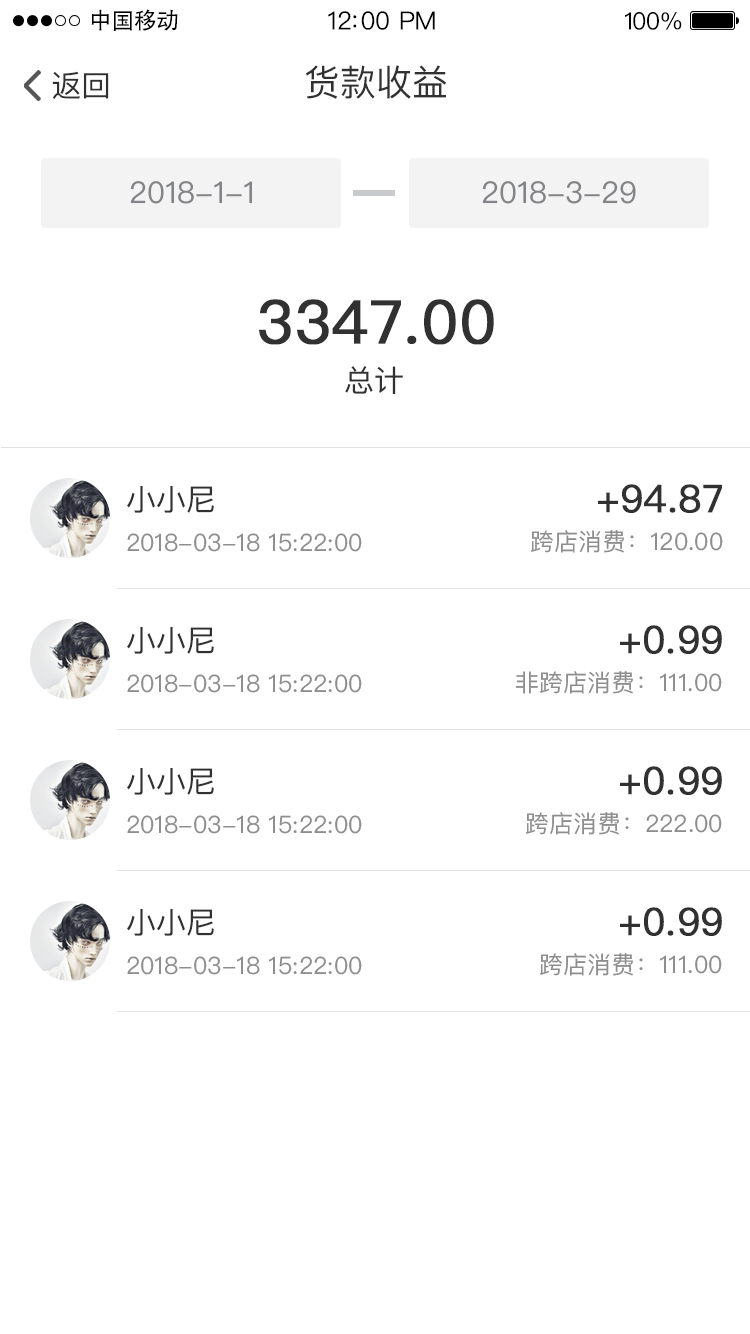 中国移动 12:00 PM 100%
返回 货款收益
2018-1-1 2018-3-29
3347.00
总计
小小尼 +94.87
2018-03-18 15:22:00 跨店消费：120.00
小小尼 +0.99
2018-03-18 15:22:00 非跨店消费：111.00
小小尼 +0.99
2018-03-18 15:22:00 跨店消费：222.00
小小尼 +0.99
2018-03-18 15:22:00 跨店消费：111.00